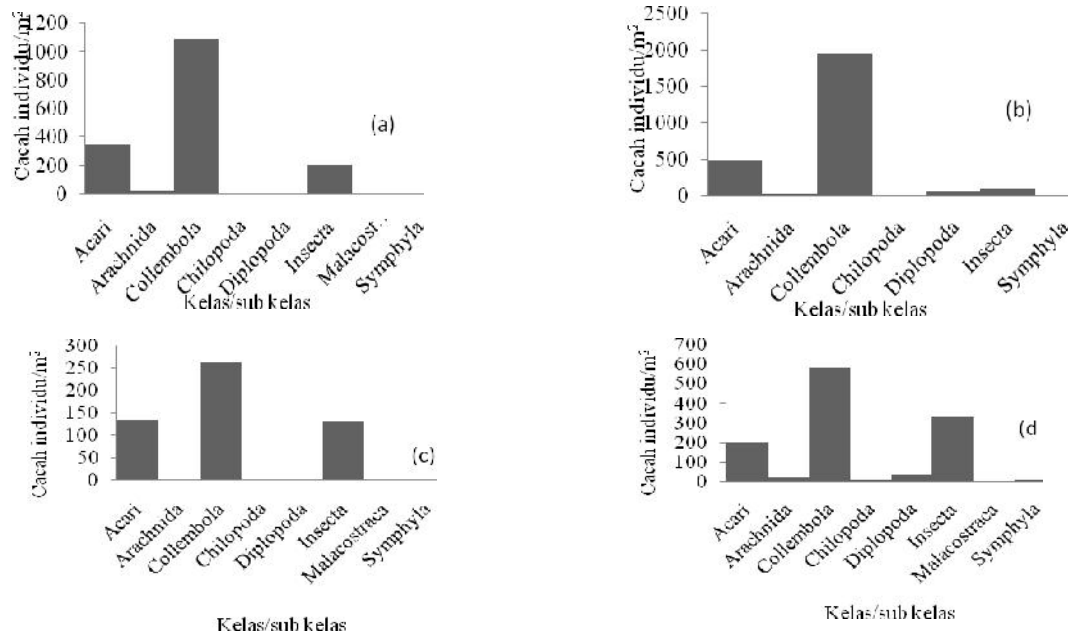 Cacah individu/m²
1200
1000
800
600
400
200
0
(a)
Acari
Arachnida
Collembola
Chilopoda
Diplopoda
Insecta
Malacost...
Symphyla
Kelas/sub kelas
Cacah individu/m²
2500
2000
1500
1000
500
0
(b)
Acari
Arachnida
Collembola
Chilopoda
Diplopoda
Insecta
Symphyla
Kelas/sub kelas
Cacah individu/m²
300
250
200
150
100
50
0
(c)
Acari
Arachnida
Collembola
Chilopoda
Diplopoda
Insecta
Malacostraca
Symphyla
Kelas/sub kelas
Cacah individu/m²
700
600
500
400
300
200
100
0
(d
Acari
Arachnida
Collembola
Chilopoda
Diplopoda
Insecta
Malacostraca
Symphyla
Kelas/sub kelas